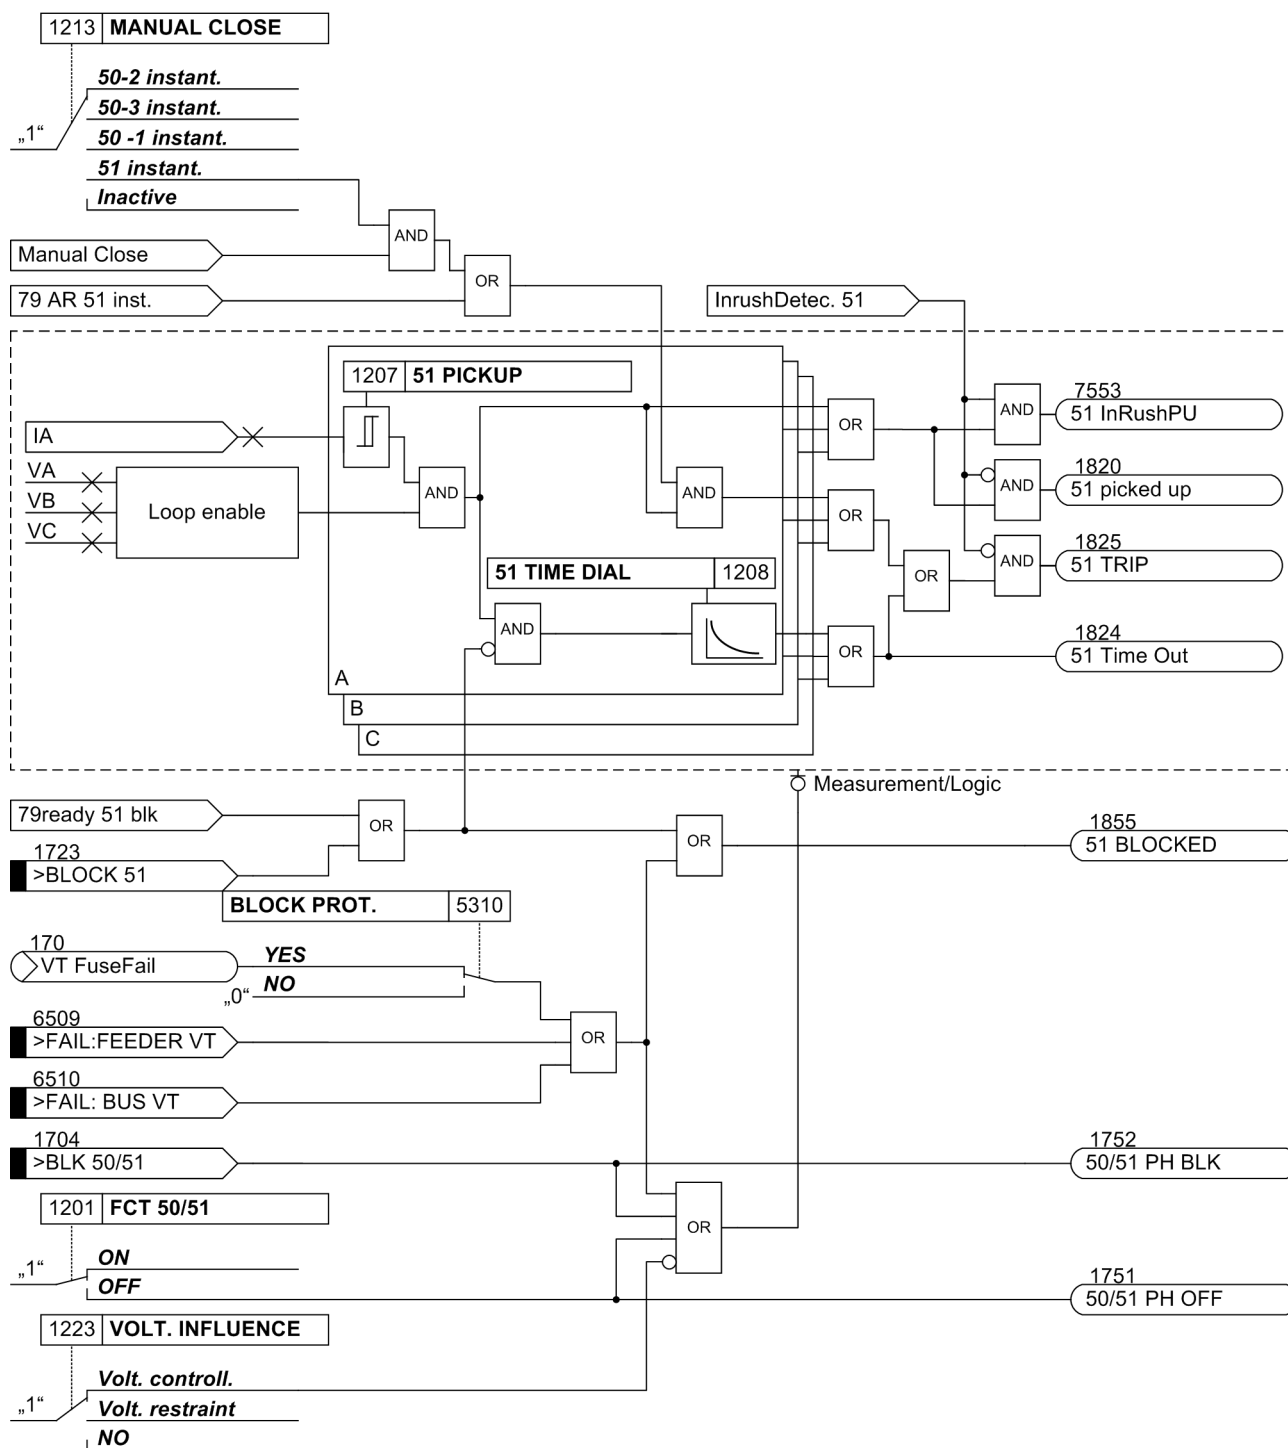 1213 MANUAL CLOSE
50-2 instant.
50-3 instant.
„1“
50 -1 instant.
51 instant.
Inactive
AND
Manual Close
OR
79 AR 51 inst.
InrushDetec. 51
1207 51 PICKUP
7553
AND
51 InRushPU
OR
IA
1820
VA
AND
AND
AND
51 picked up
VB
Loop enable
OR
VC
1825
51 TIME DIAL 1208
AND
51 TRIP
OR
AND
1824
OR
51 Time Out
A
B
C
Measurement/Logic
79ready 51 blk
OR
1855
OR
51 BLOCKED
1723
>BLOCK 51
BLOCK PROT. 5310
170
YES
VT FuseFail
NO
„0“
6509
>FAIL:FEEDER VT
OR
6510
>FAIL: BUS VT
1704
1752
>BLK 50/51
50/51 PH BLK
1201 FCT 50/51
OR
ON
„1“
OFF
1751
50/51 PH OFF
1223 VOLT. INFLUENCE
Volt. controll.
„1“
Volt. restraint
NO